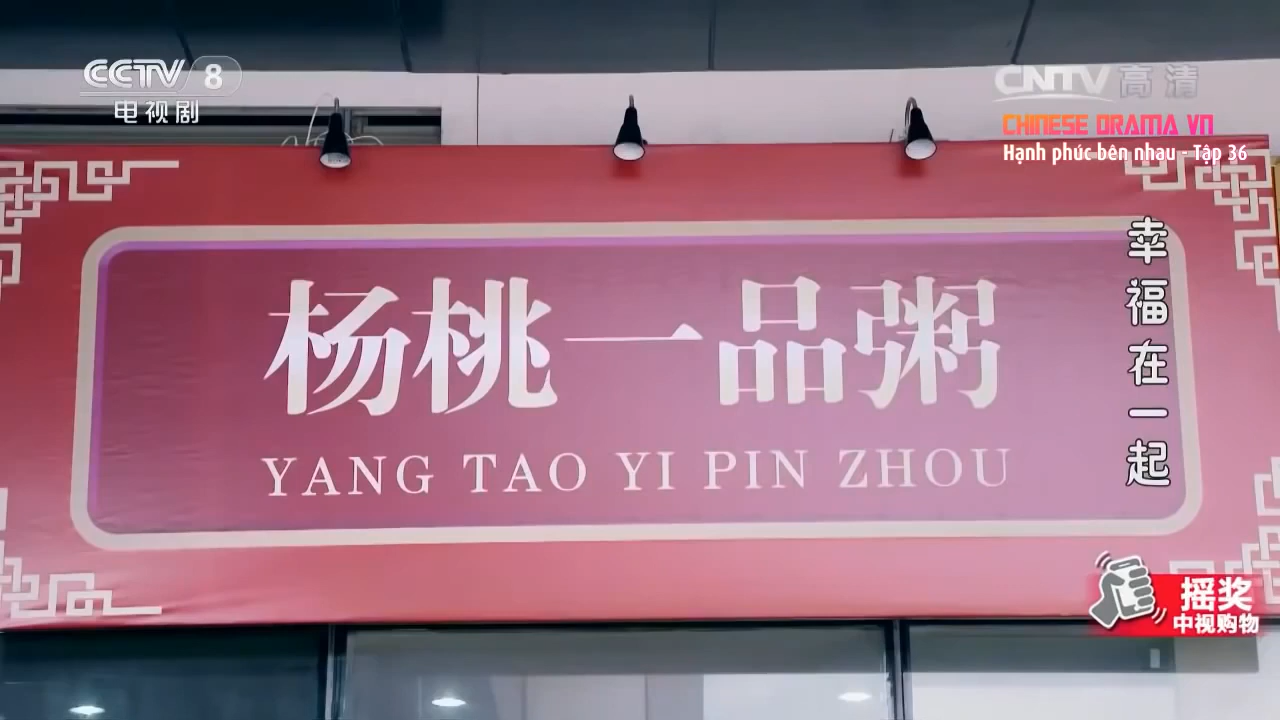 CCTV 8
电视剧
CNTV 高清
CHINESE DRAMA VN
Hạnh phúc bên nhau - Tập 36
幸福在一起
杨桃一品粥
YANG TAO YI PIN ZHOU
摇奖
中视购物